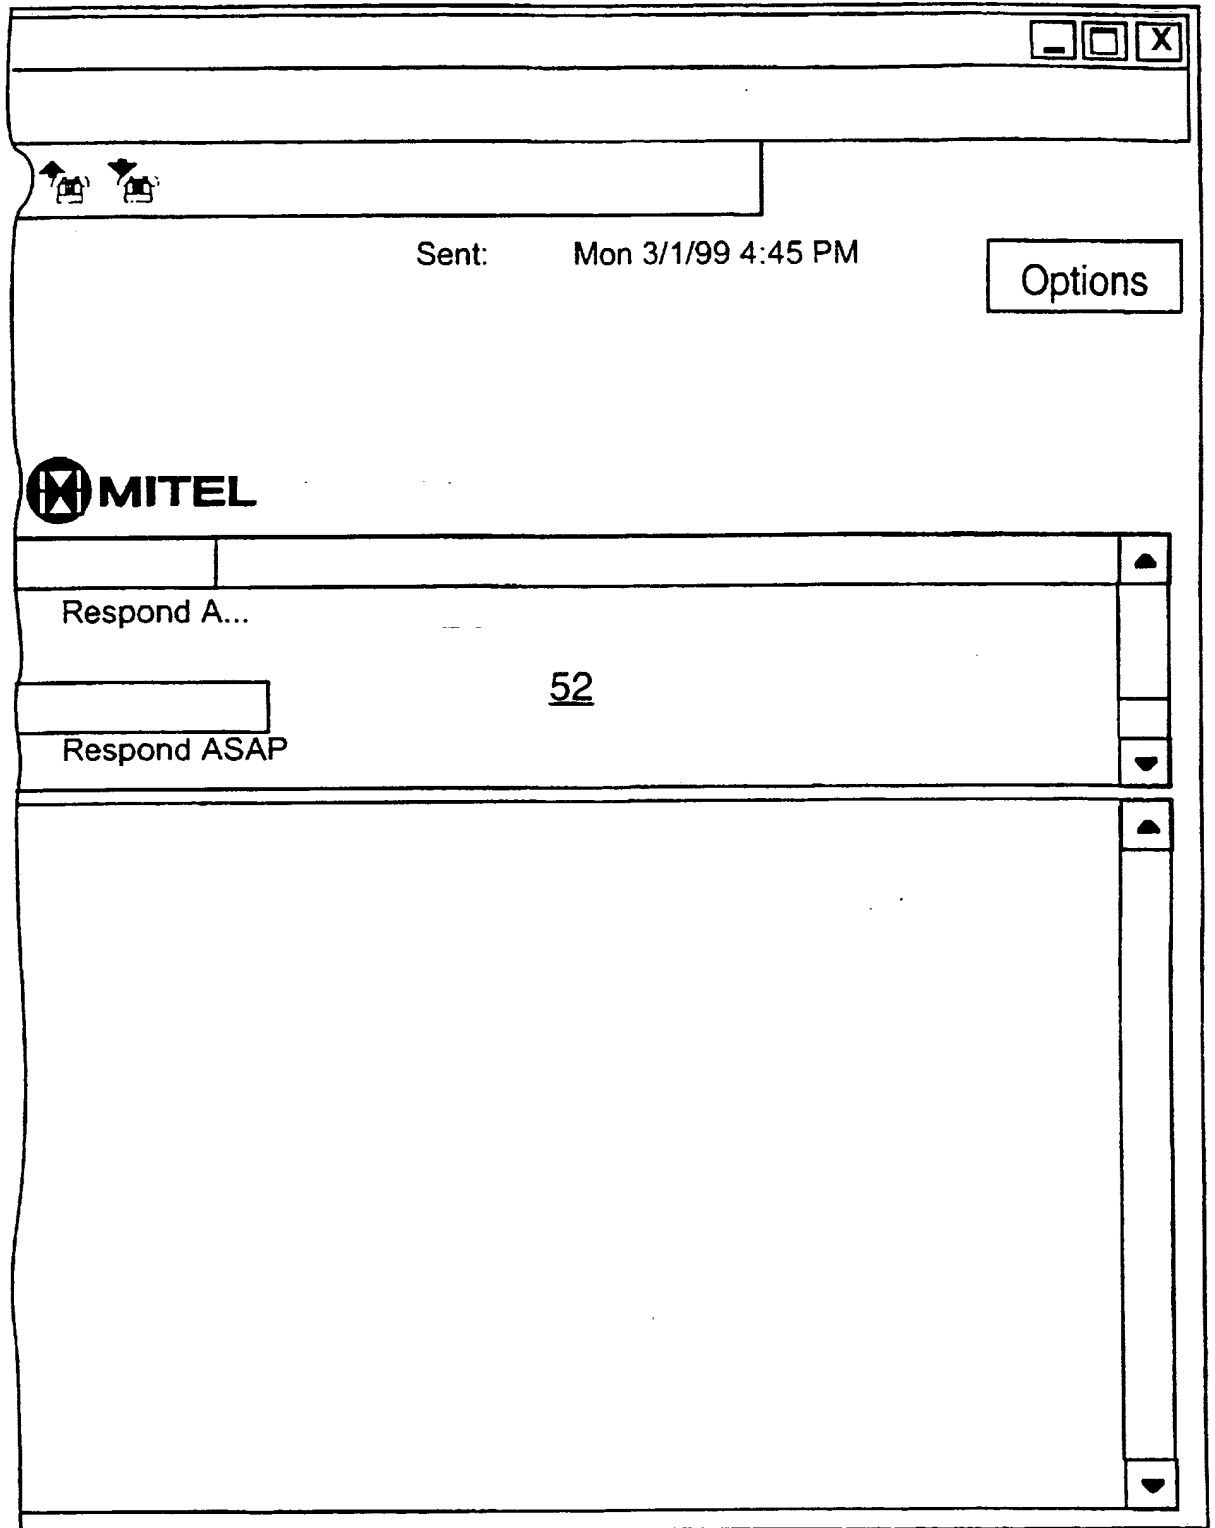 X
Sent: Mon 3/1/99 4:45 PM
Options
MITEL
Respond A...
52
Respond ASAP